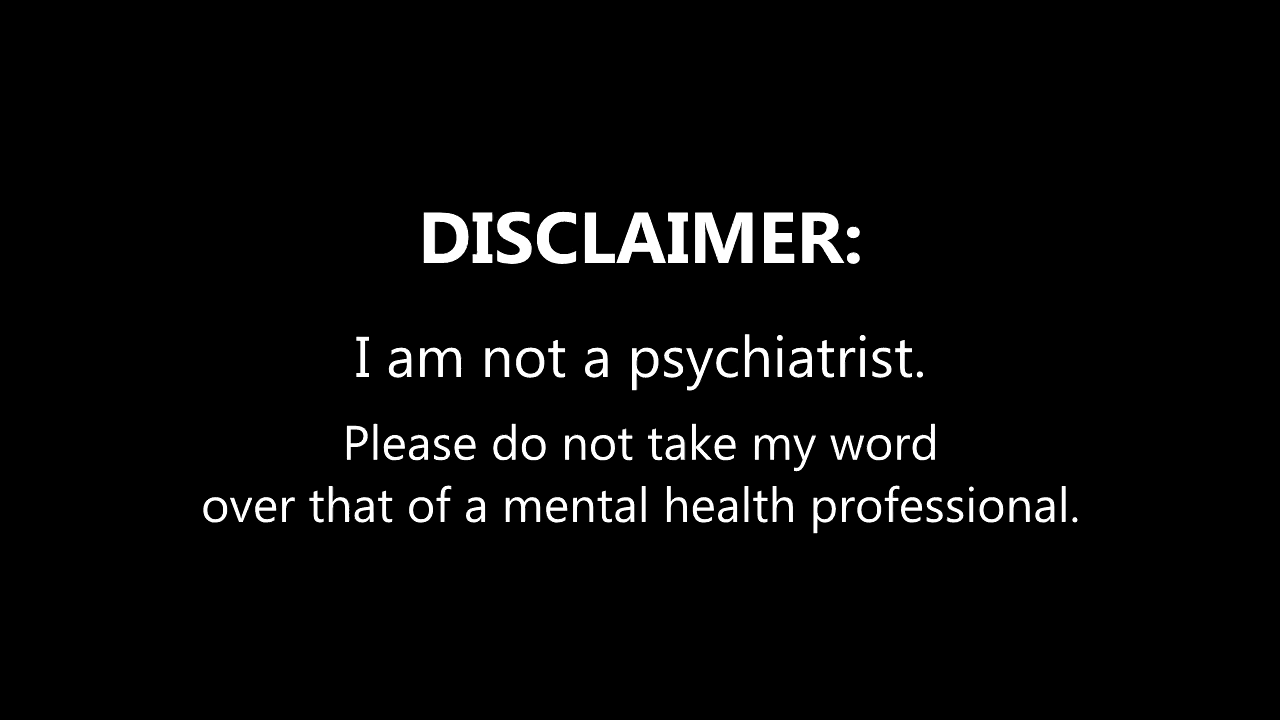 DISCLAIMER:
I am not a psychiatrist.
Please do not take my word
over that of a mental health professional.